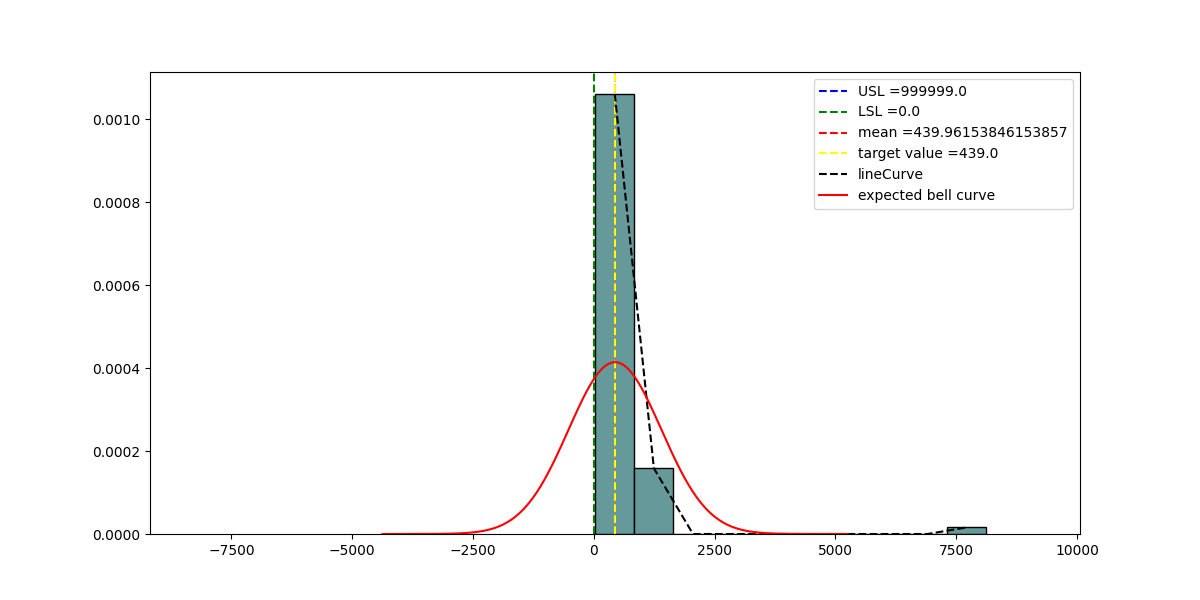 0.0010
0.0008
0.0006
0.0004
0.0002
0.0000
−7500 −5000 −2500 0 2500 5000 7500 10000
USL =999999.0
LSL =0.0
mean =439.96153846153857
target value =439.0
lineCurve
expected bell curve